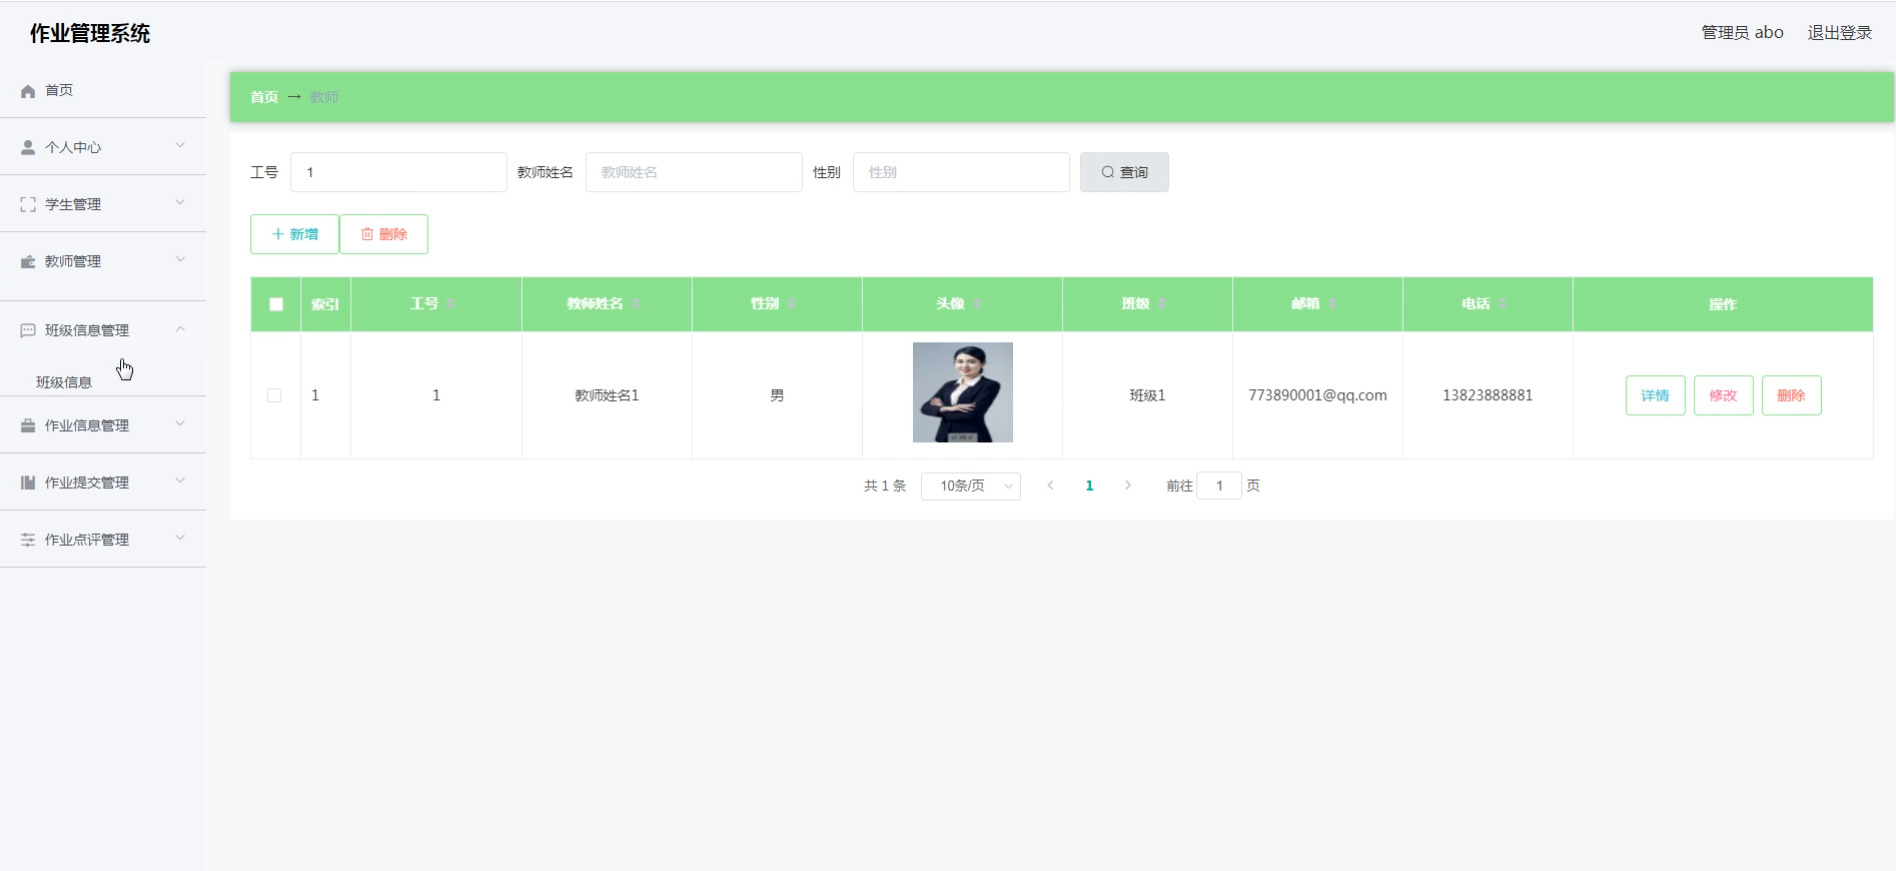 作业管理系统
管理员 abo 退出登录
首页
个人中心
学生管理
教师管理
班级信息管理
班级信息
作业信息管理
作业提交管理
作业点评管理
首页 → 教师
工号 1 教师姓名 教师姓名 性别 性别 查询
新增 删除
索引 工号 教师姓名 性别 头像 班级 邮箱 电话 操作
1 1 教师姓名1 男 班级1 773890001@qq.com 13823888881 详情 修改 删除
共 1 条 10条/页 1 前往 1 页